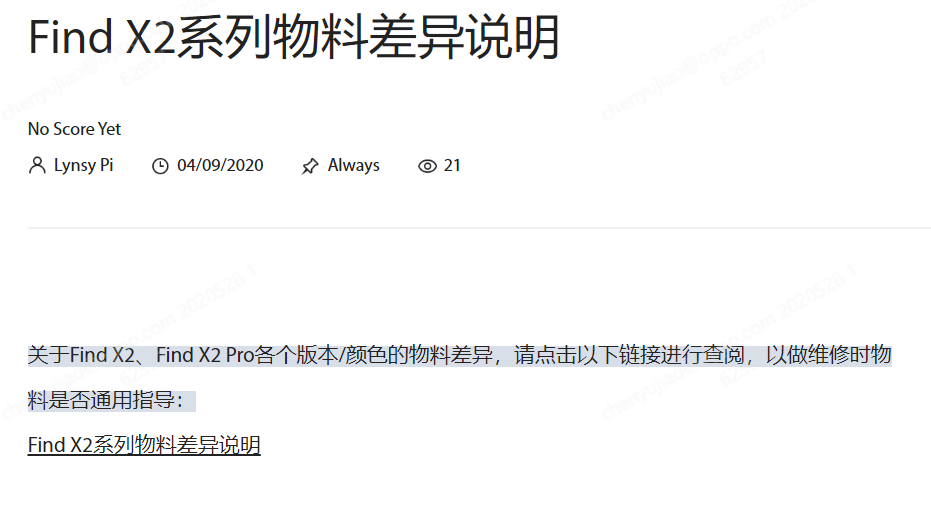 Find X2系列物料差异说明
No Score Yet
Lynsy Pi 04/09/2020 Always 21
关于Find X2、Find X2 Pro各个版本/颜色的物料差异，请点击以下链接进行查阅，以做维修时物
料是否通用指导：
Find X2系列物料差异说明